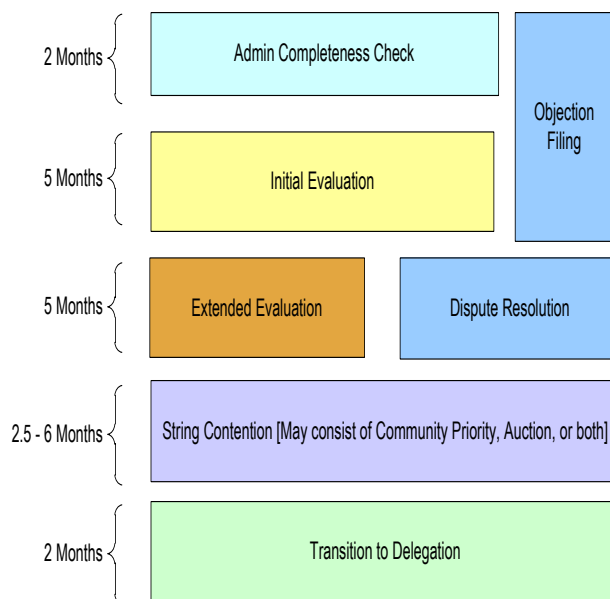 2 Months
Admin Completeness Check
Objection
Filing
5 Months
Initial Evaluation
5 Months
Extended Evaluation
Dispute Resolution
2.5 - 6 Months
String Contention [May consist of Community Priority, Auction, or both]
2 Months
Transition to Delegation